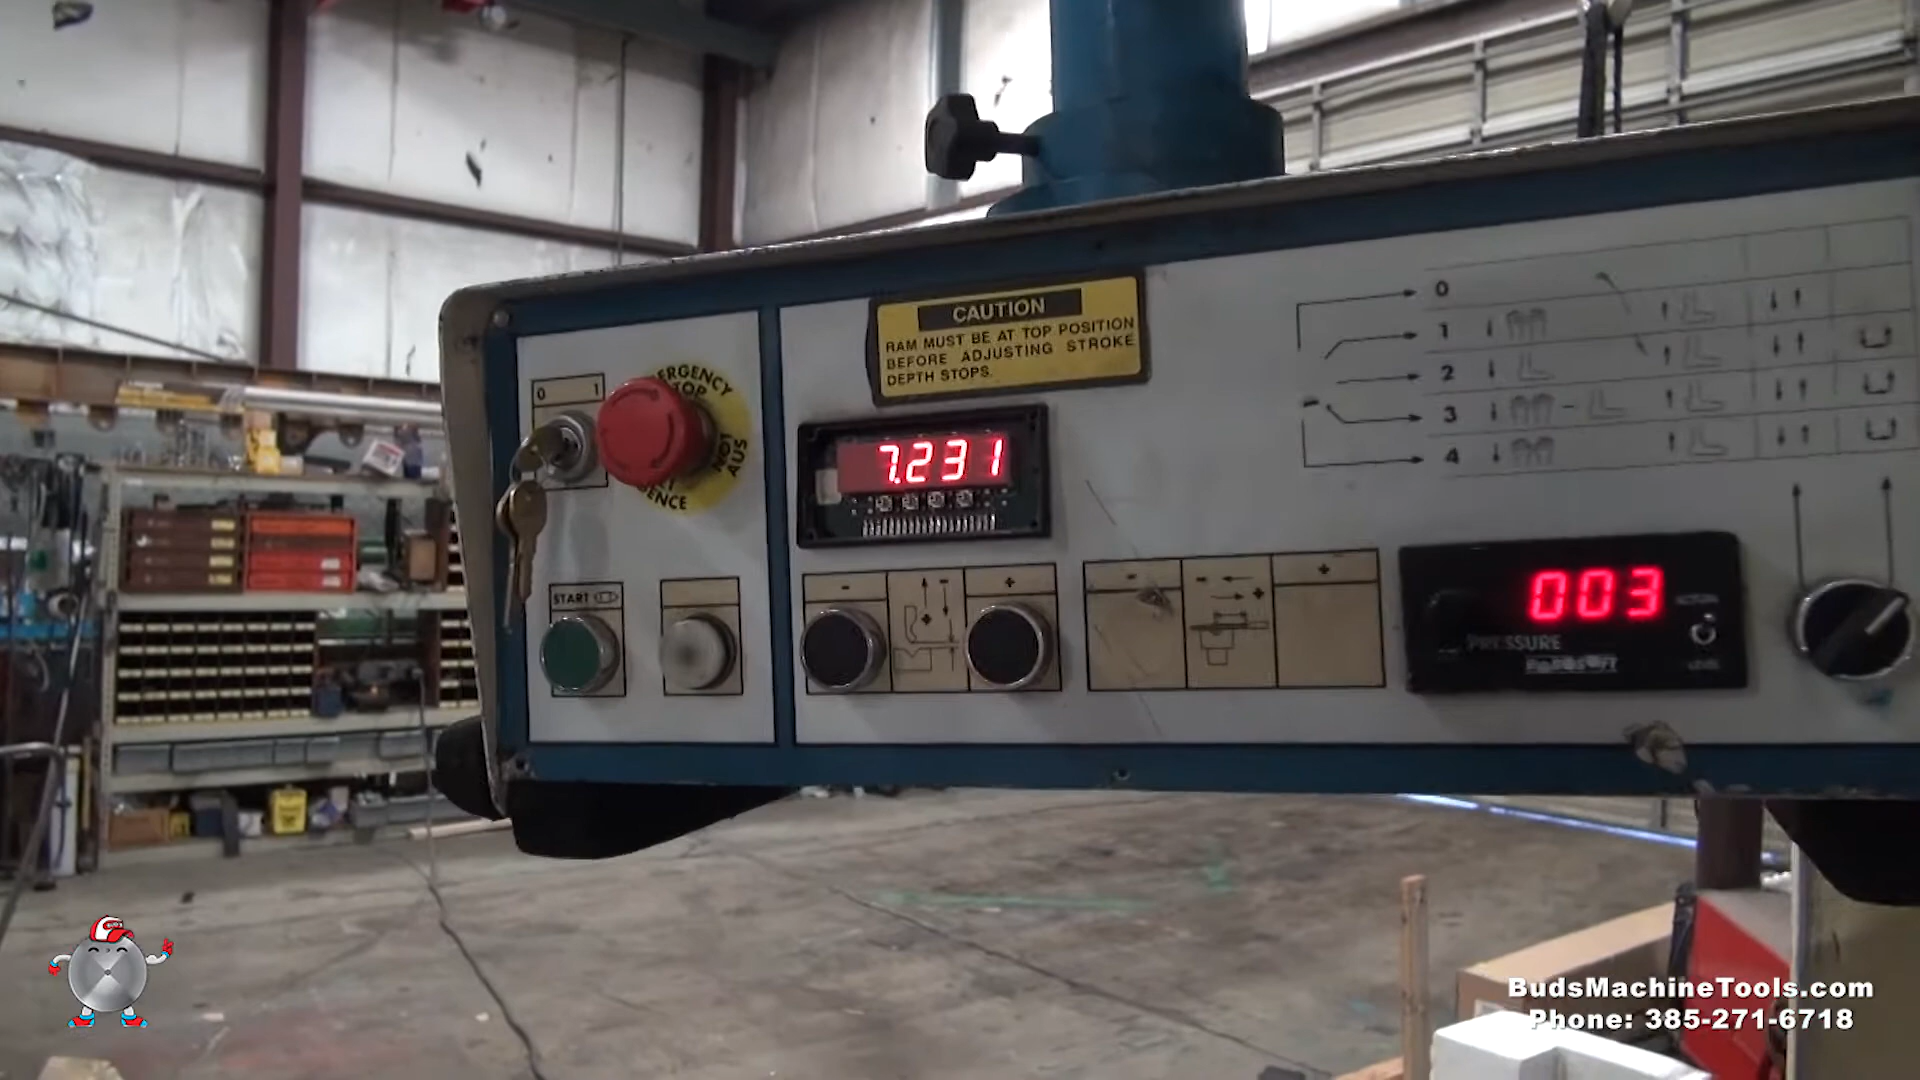 CAUTION
RAM MUST BE AT TOP POSITION
BEFORE ADJUSTING STROKE
DEPTH STOPS.
0 1
EMERGENCY
STOP
NOT
AUS
7.231
START
- - +
+
- - + +
0
1
2
3
4
003
PRESSURE
BudsMachineTools.com
Phone: 385-271-6718